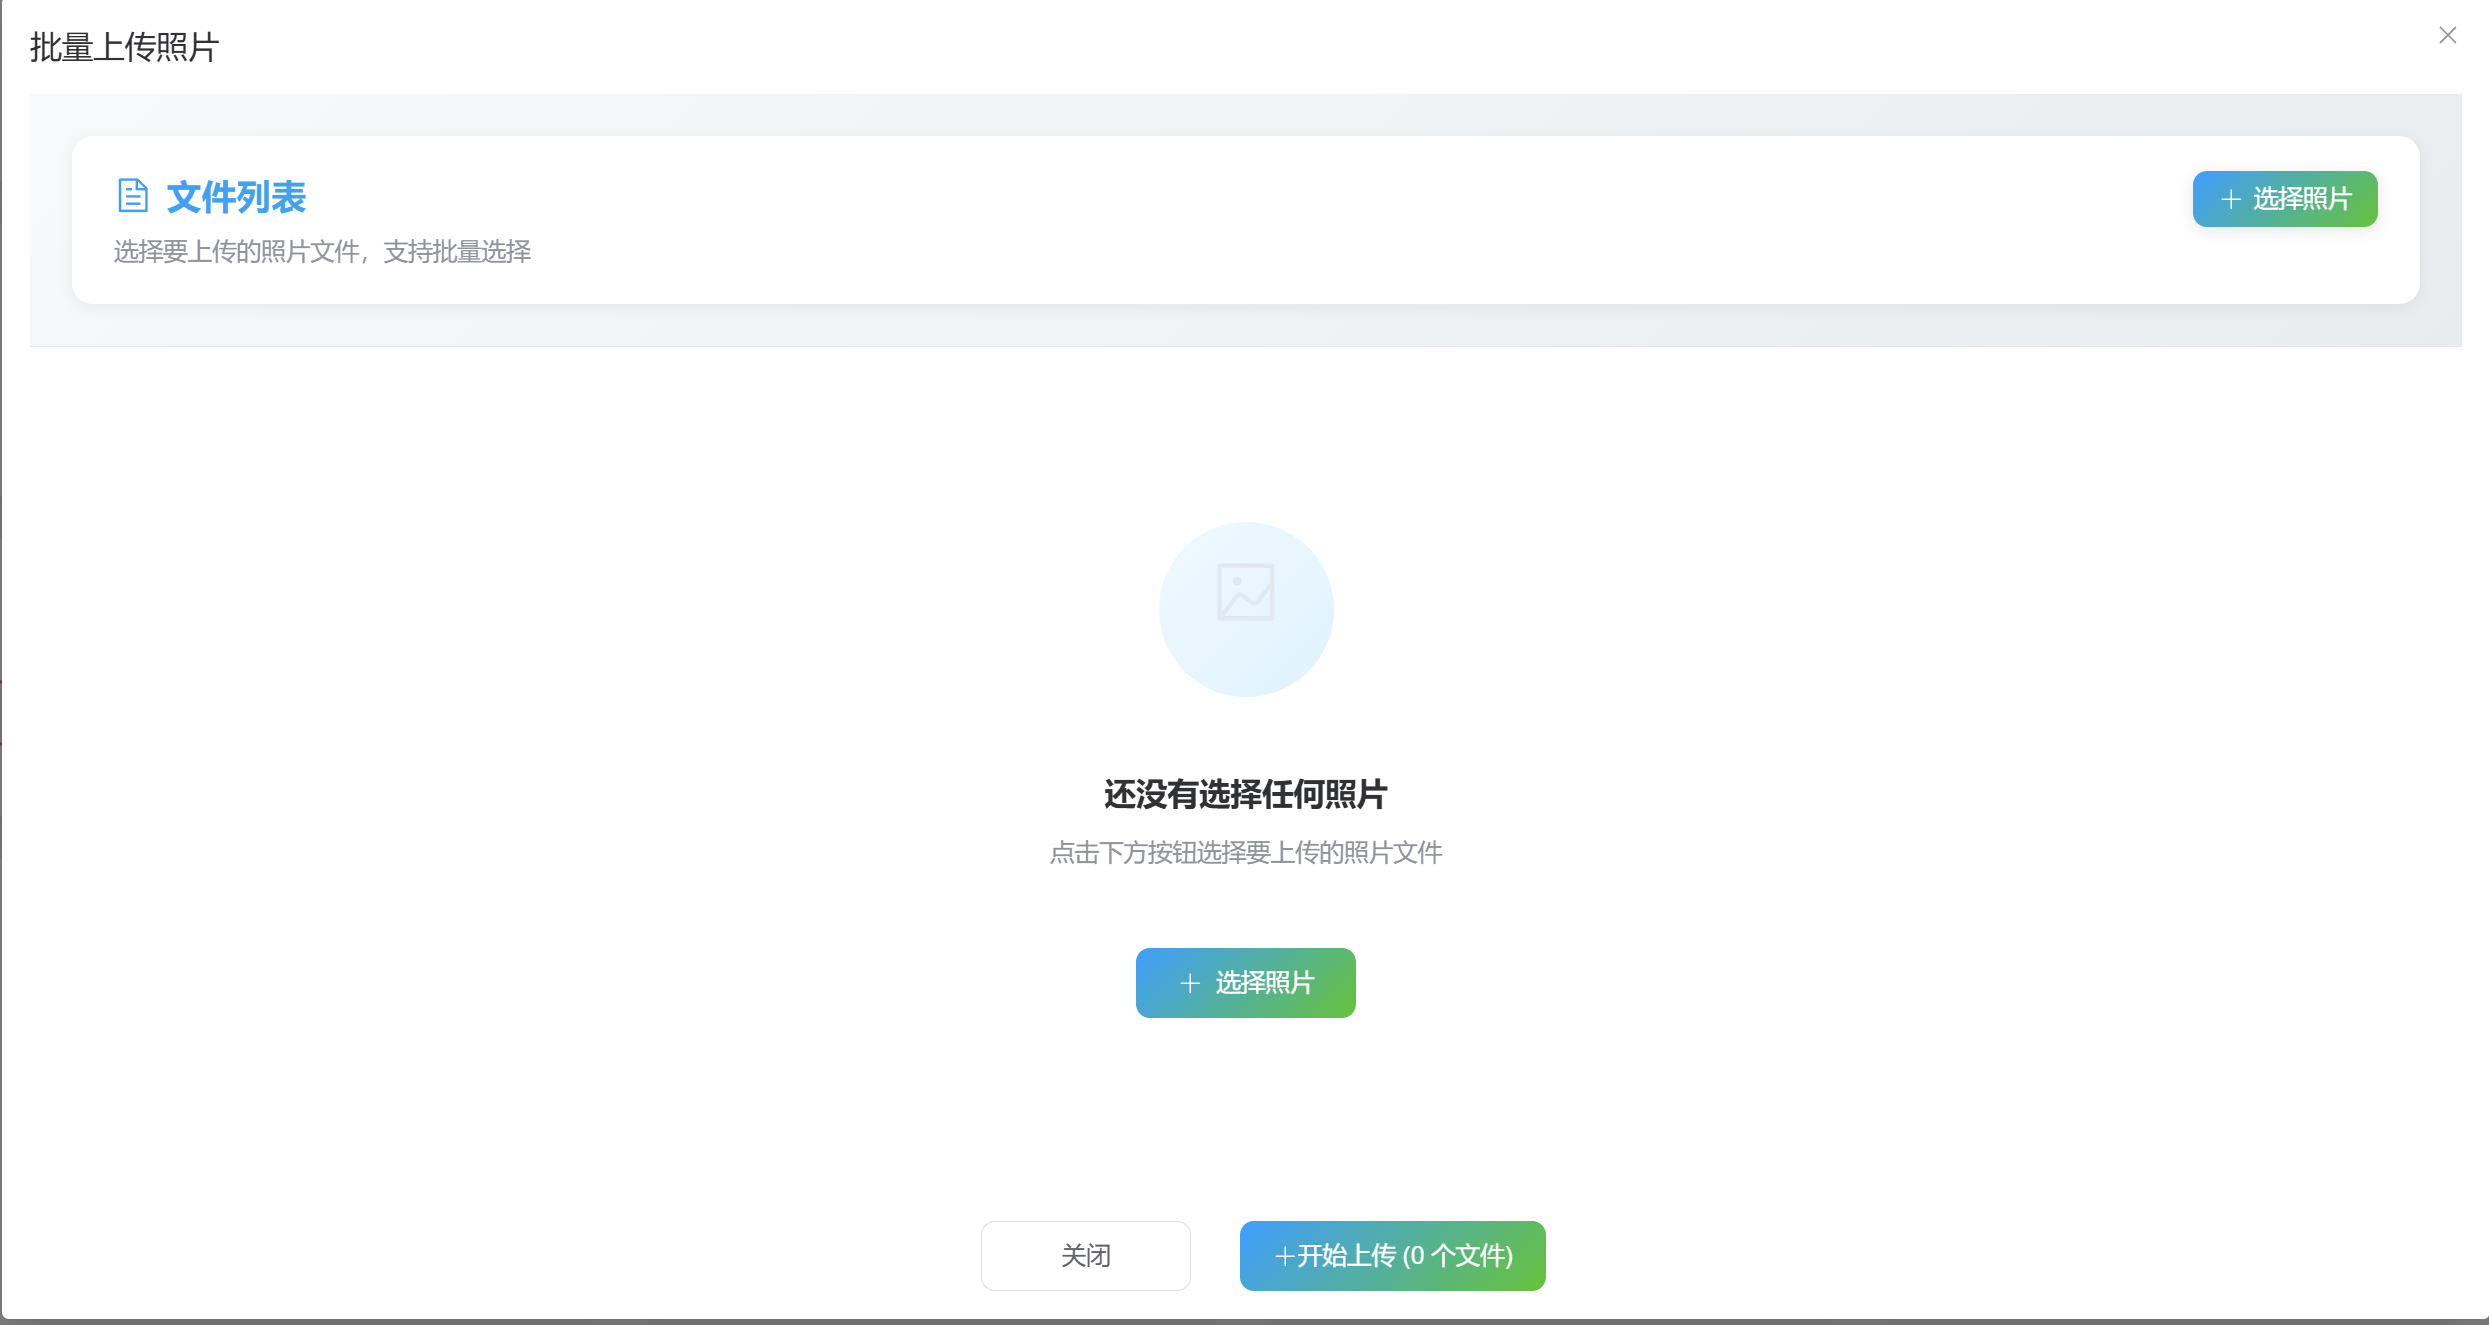 批量上传照片
文件列表
选择照片
选择要上传的照片文件，支持批量选择
还没有选择任何照片
点击下方按钮选择要上传的照片文件
选择照片
关闭
开始上传 (0 个文件)